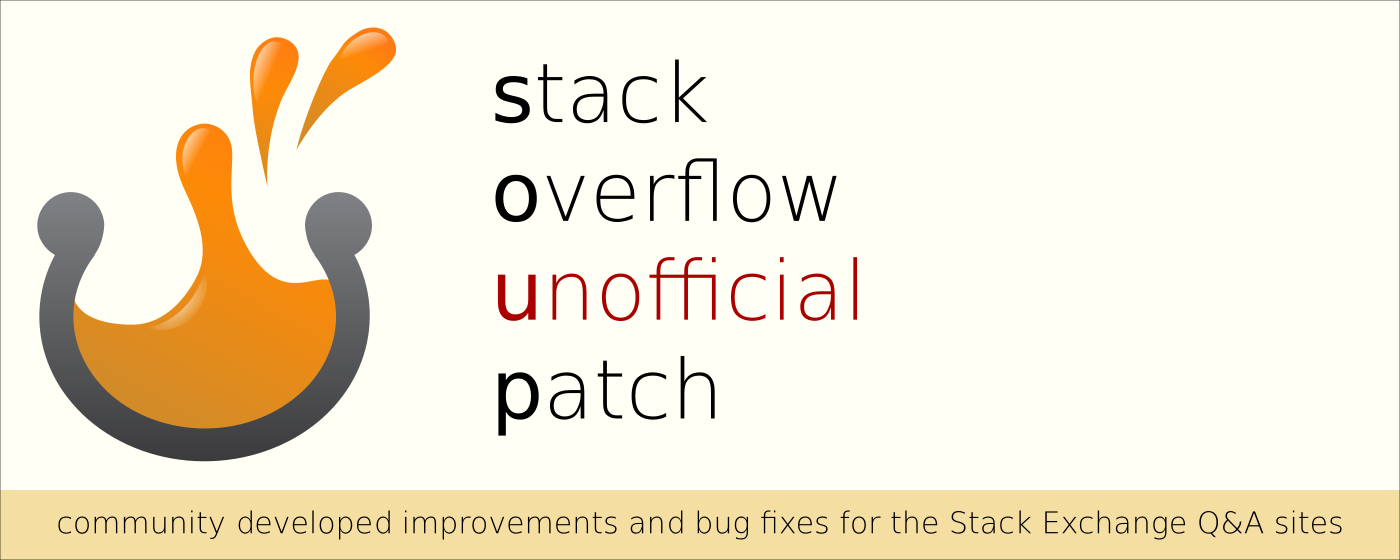 stack
overflow
unofficial
patch
community developed improvements and bug fixes for the Stack Exchange Q&A sites